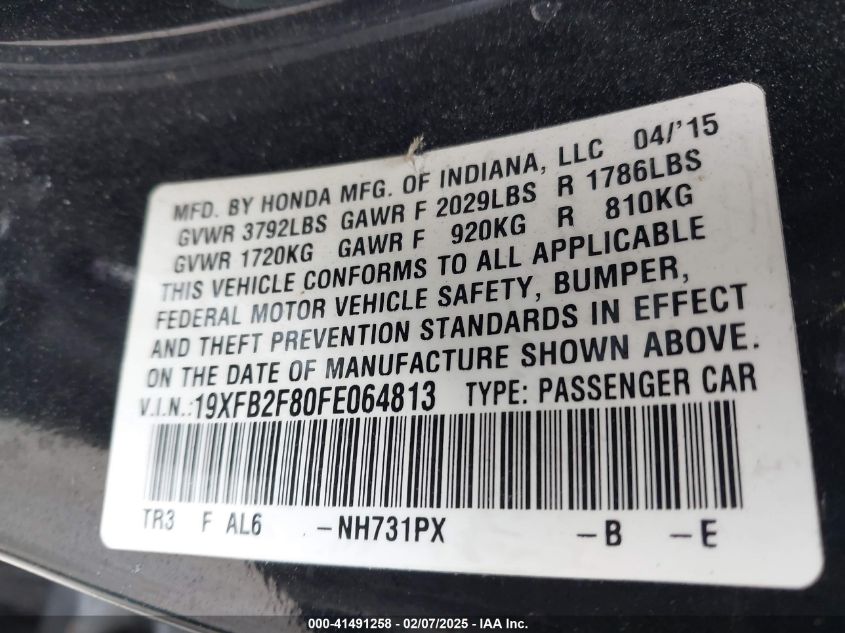 MFD. BY HONDA MFG. OF INDIANA, LLC 04/'15
GVWR 3792LBS GAWR F 2029LBS R 1786LBS
GVWR 1720KG GAWR F 920KG R 810KG
THIS VEHICLE CONFORMS TO ALL APPLICABLE
FEDERAL MOTOR VEHICLE SAFETY, BUMPER,
AND THEFT PREVENTION STANDARDS IN EFFECT
ON THE DATE OF MANUFACTURE SHOWN ABOVE.
V.I.N.:19XFB2F80FE064813 TYPE: PASSENGER CAR
TR3 F AL6 -NH731PX -B -E
000-41491258 - 02/07/2025 - IAA Inc.